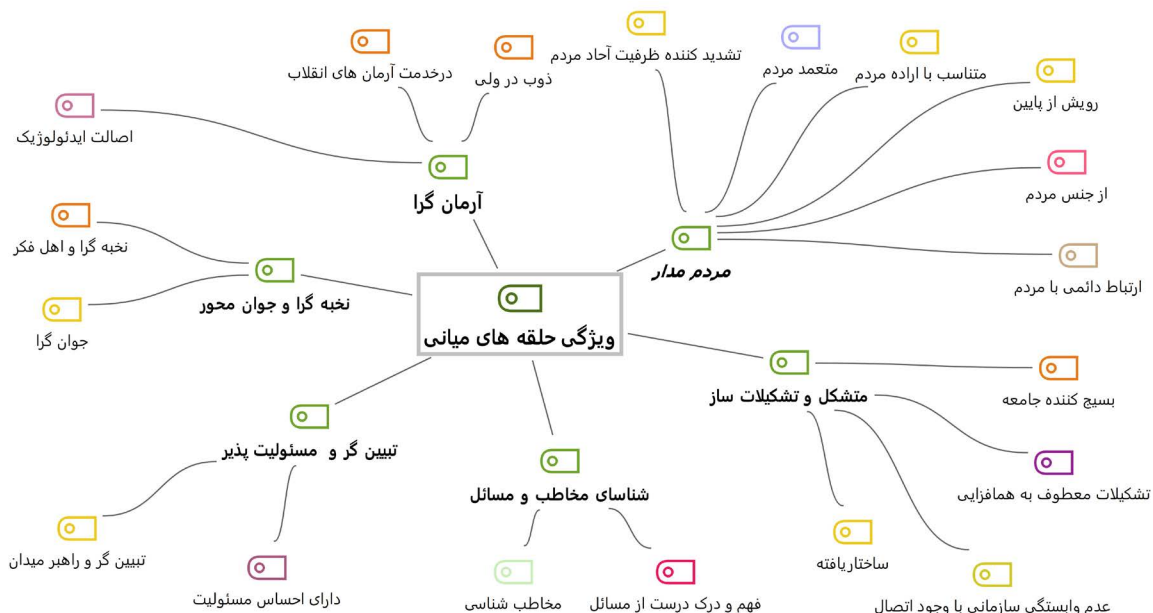 ویژگی حلقه های میانی
مردم مدار
تشدید کننده ظرفیت آحاد مردم
متعمد مردم
متناسب با اراده مردم
رویش از پایین
از جنس مردم
ارتباط دائمی با مردم
آرمان گرا
ذوب در ولی
درخدمت آرمان های انقلاب
اصالت ایدئولوژیک
نخبه گرا و جوان محور
نخبه گرا و اهل فکر
جوان گرا
متشکل و تشکیلات ساز
بسیج کننده جامعه
تشکیلات معطوف به همافزایی
عدم وابستگی سازمانی با وجود اتصال
ساختاریافته
شناسای مخاطب و مسائل
فهم و درک درست از مسائل
مخاطب شناسی
تبیین گر و مسئولیت پذیر
دارای احساس مسئولیت
تبیین گر و راهبر میدان